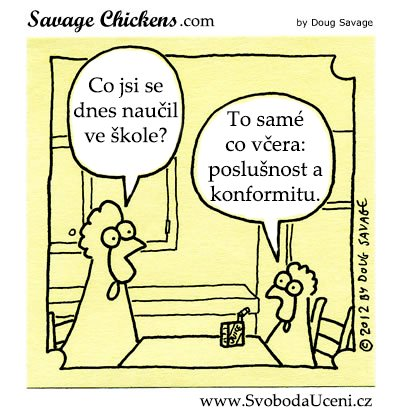 Savage Chickens.com by Doug Savage
Co jsi se
dnes naučil
ve škole?
To samé
co včera:
poslušnost a
konformitu.
© 2012 BY DOUG SAVAGE
www.SvobodaUceni.cz